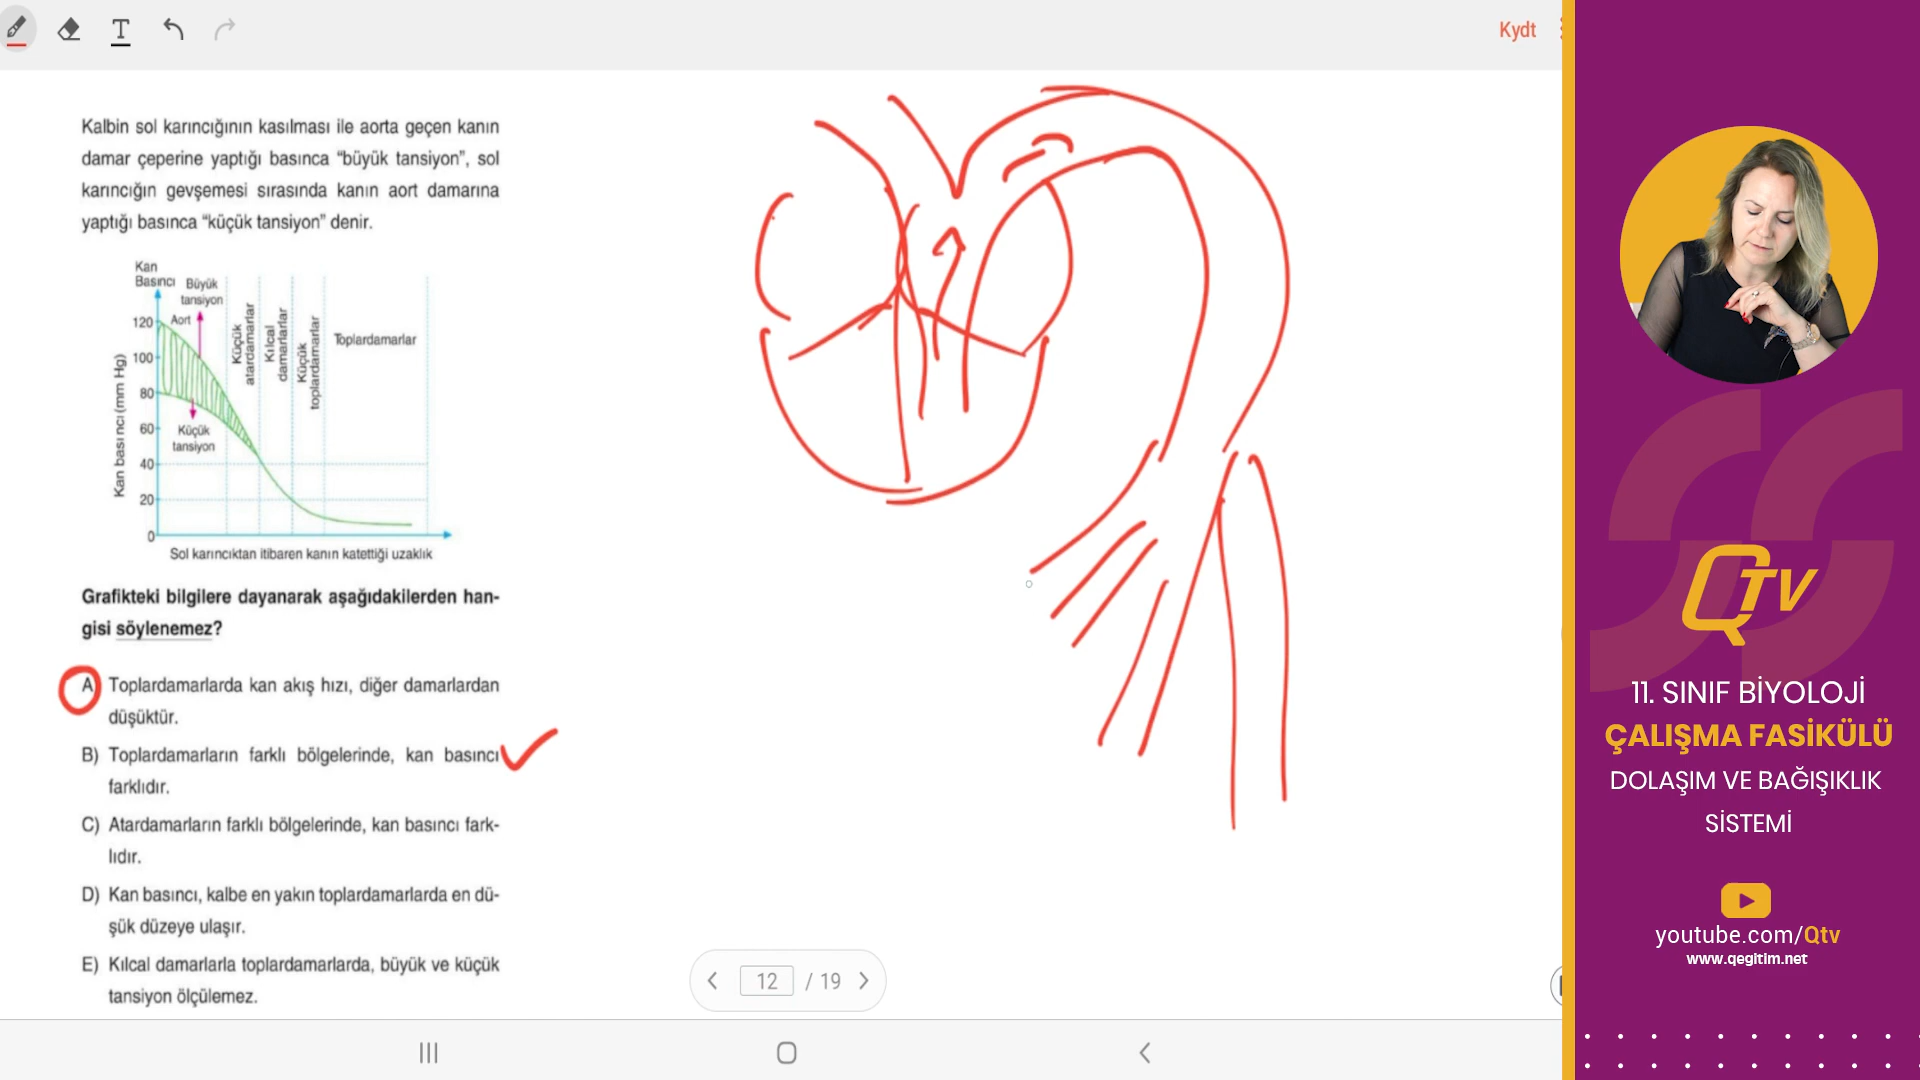 T
Kydt
Kalbin sol karıncığının kasılması ile aorta geçen kanın
damar çeperine yaptığı basınca “büyük tansiyon”, sol
karıncığın gevşemesi sırasında kanın aort damarına
yaptığı basınca “küçük tansiyon” denir.
Kan
Basıncı
Büyük
tansiyon
Aort
Küçük
atardamarlar
Kılcal
damarlarlar
Küçük
toplardamarlar
Toplardamarlar
Küçük
tansiyon
Kan basıncı (mm Hg)
120
100
80
60
40
20
0
Sol karıncıktan itibaren kanın katettiği uzaklık
Grafikteki bilgilere dayanarak aşağıdakilerden han-
gisi söylenemez?
A Toplardamarlarda kan akış hızı, diğer damarlardan
düşüktür.
B) Toplardamarların farklı bölgelerinde, kan basıncı
farklıdır.
C) Atardamarların farklı bölgelerinde, kan basıncı fark-
lıdır.
D) Kan basıncı, kalbe en yakın toplardamarlarda en dü-
şük düzeye ulaşır.
E) Kılcal damarlarla toplardamarlarda, büyük ve küçük
tansiyon ölçülemez.
12 / 19
QTV
11. SINIF BİYOLOJİ
ÇALIŞMA FASİKÜLÜ
DOLAŞIM VE BAĞIŞIKLIK
SİSTEMİ
youtube.com/Qtv
www.qegitim.net